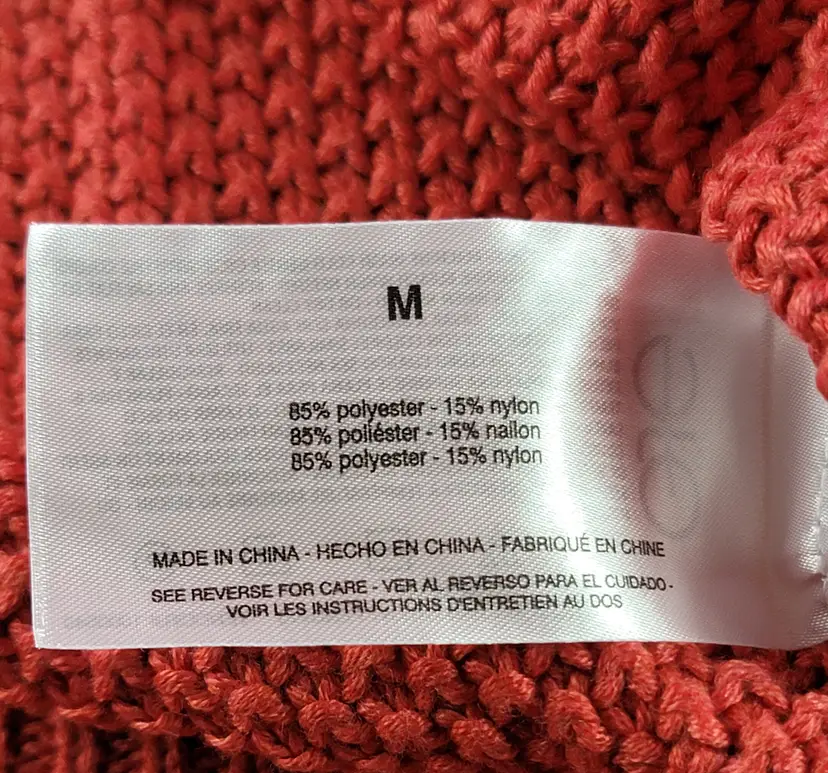 M
85% polyester - 15% nylon
85% poliéster - 15% nailon
85% polyester - 15% nylon
MADE IN CHINA - HECHO EN CHINA - FABRIQUÉ EN CHINE
SEE REVERSE FOR CARE - VER AL REVERSO PARA EL CUIDADO -
VOIR LES INSTRUCTIONS D'ENTRETIEN AU DOS